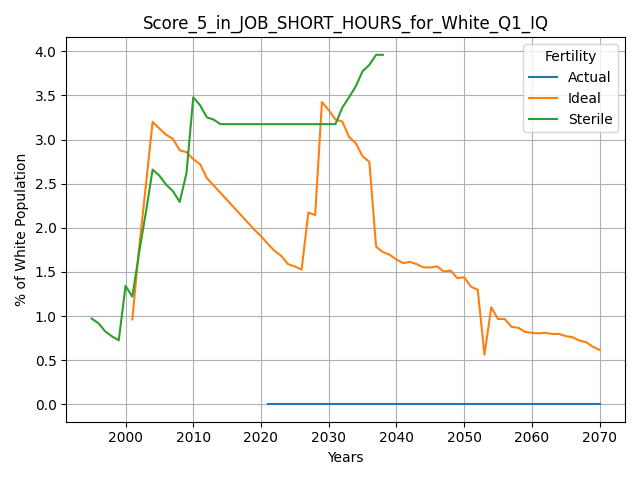 Score_5_in_JOB_SHORT_HOURS_for_White_Q1_IQ
Fertility
Actual
Ideal
Sterile
% of White Population
4.0
3.5
3.0
2.5
2.0
1.5
1.0
0.5
0.0
2000 2010 2020 2030 2040 2050 2060 2070
Years